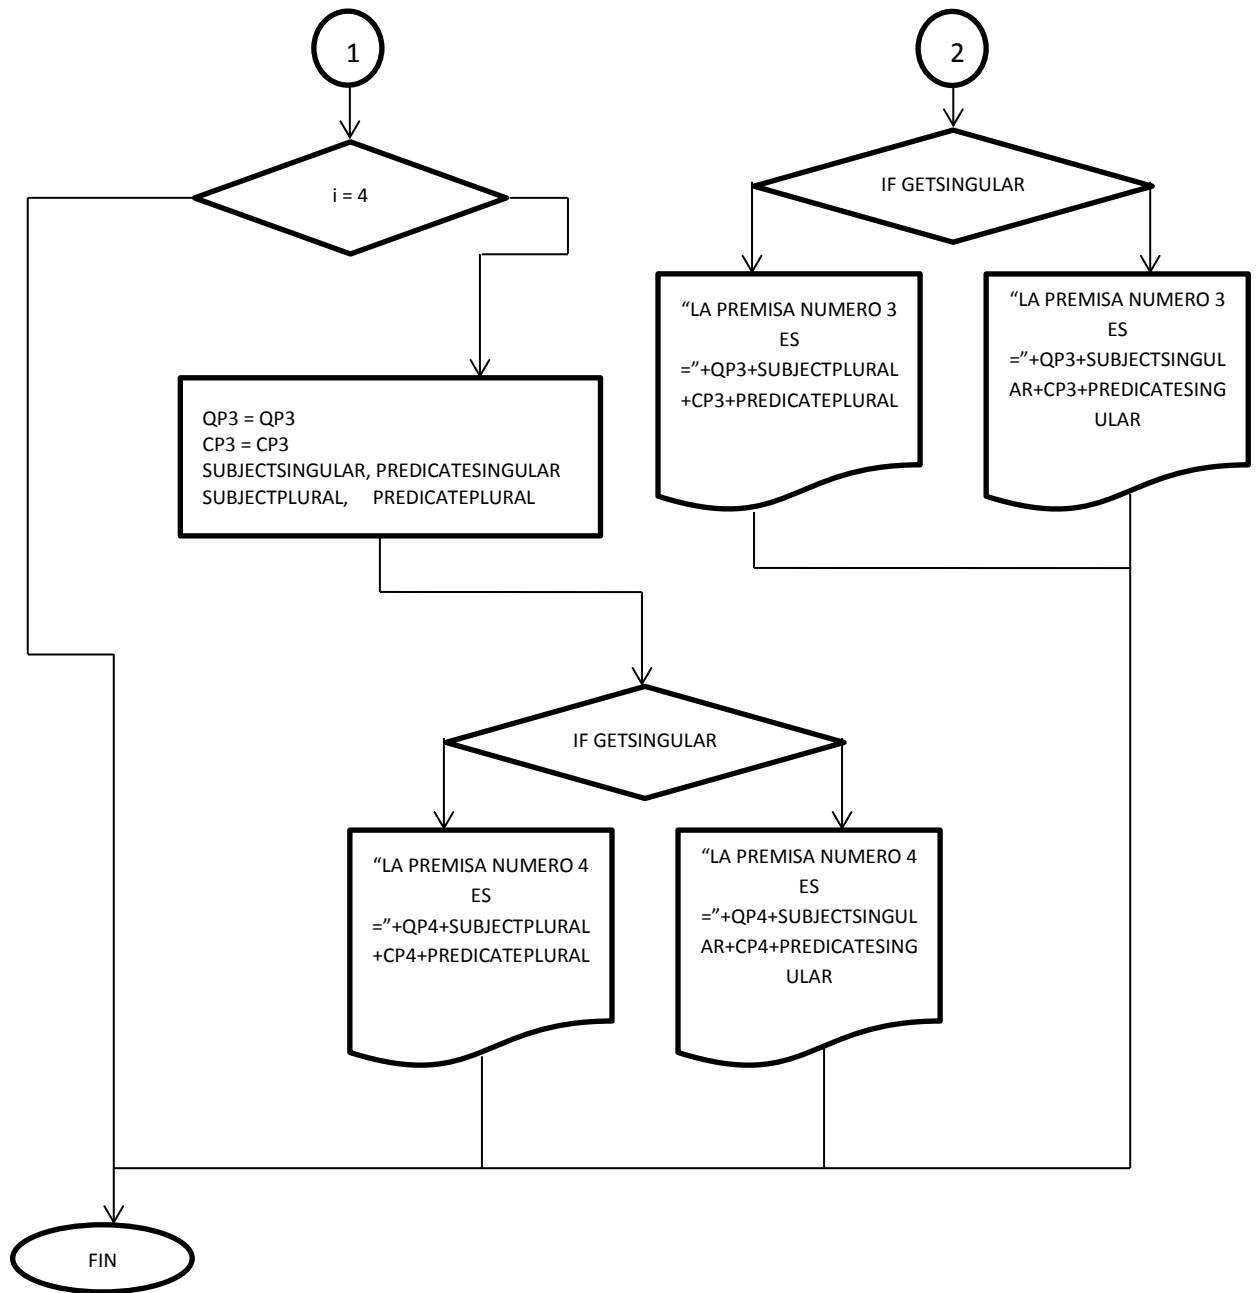 1
2
i = 4
IF GETSINGULAR
“LA PREMISA NUMERO 3
ES
=”+QP3+SUBJECTPLURAL
+CP3+PREDICATEPLURAL
“LA PREMISA NUMERO 3
ES
=”+QP3+SUBJECTSINGUL
AR+CP3+PREDICATESING
ULAR
QP3 = QP3
CP3 = CP3
SUBJECTSINGULAR, PREDICATESINGULAR
SUBJECTPLURAL, PREDICATEPLURAL
IF GETSINGULAR
“LA PREMISA NUMERO 4
ES
=”+QP4+SUBJECTPLURAL
+CP4+PREDICATEPLURAL
“LA PREMISA NUMERO 4
ES
=”+QP4+SUBJECTSINGUL
AR+CP4+PREDICATESING
ULAR
FIN